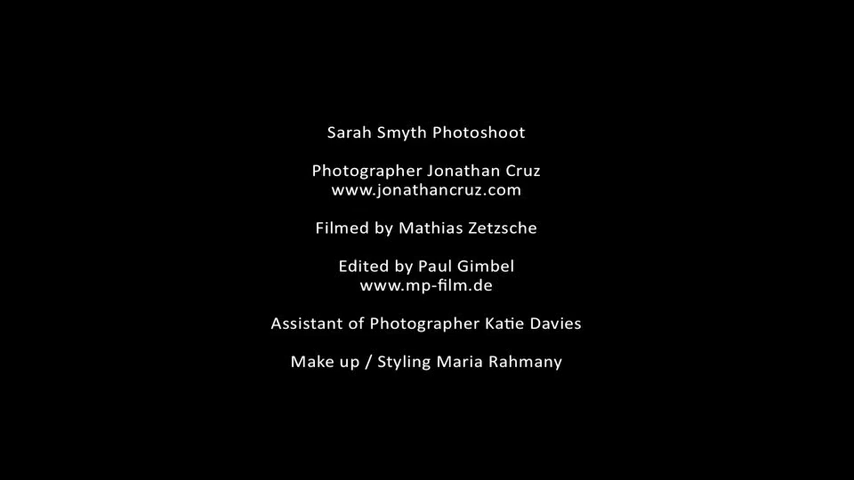 Sarah Smyth Photoshoot
Photographer Jonathan Cruz
www.jonathancruz.com
Filmed by Mathias Zetzsche
Edited by Paul Gimbel
www.mp-film.de
Assistant of Photographer Katie Davies
Make up / Styling Maria Rahmany